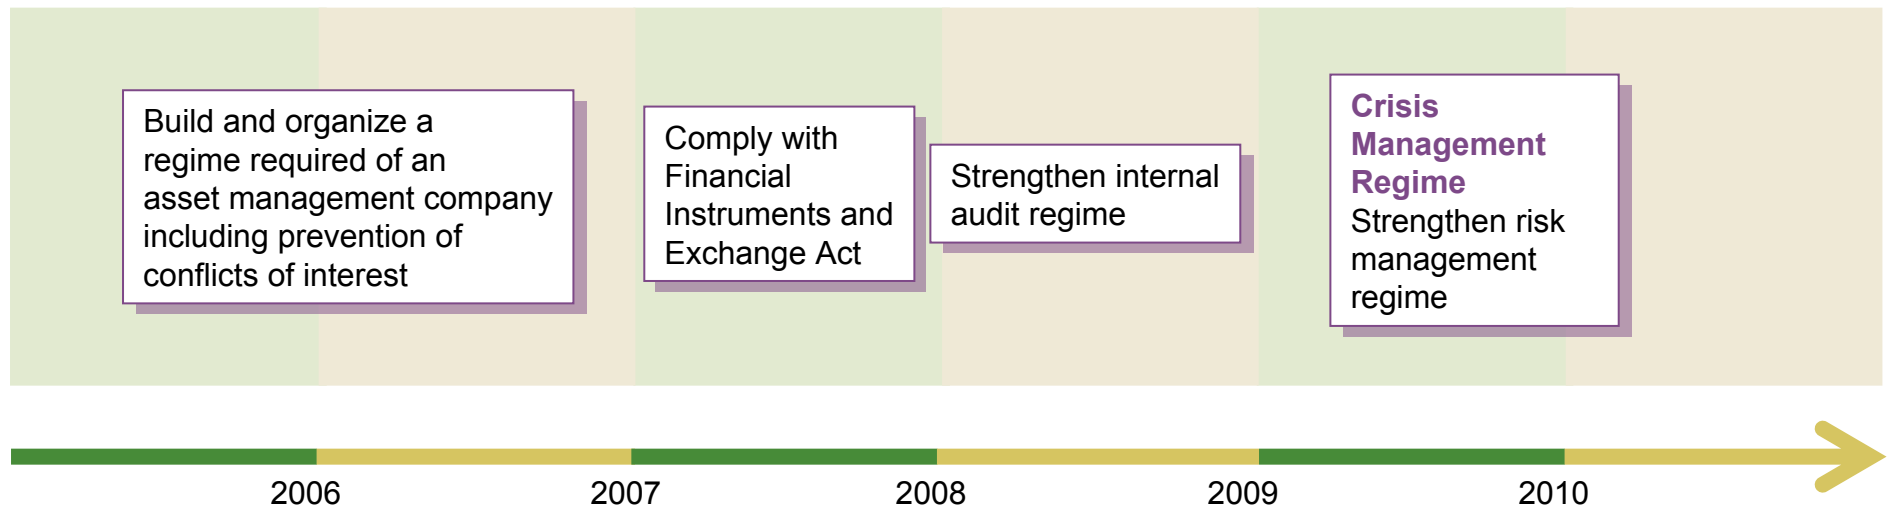 Build and organize a
regime required of an
asset management company
including prevention of
conflicts of interest
Comply with
Financial
Instruments and
Exchange Act
Strengthen internal
audit regime
Crisis
Management
Regime
Strengthen risk
management
regime
2006
2007
2008
2009
2010